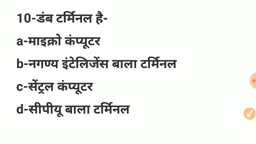 10-डंब टर्मिनल है-
a-माइक्रो कंप्यूटर
b-नगण्य इंटेलिजेंस बाला टर्मिनल
c-सेंट्रल कंप्यूटर
d-सीपीयू बाला टर्मिनल